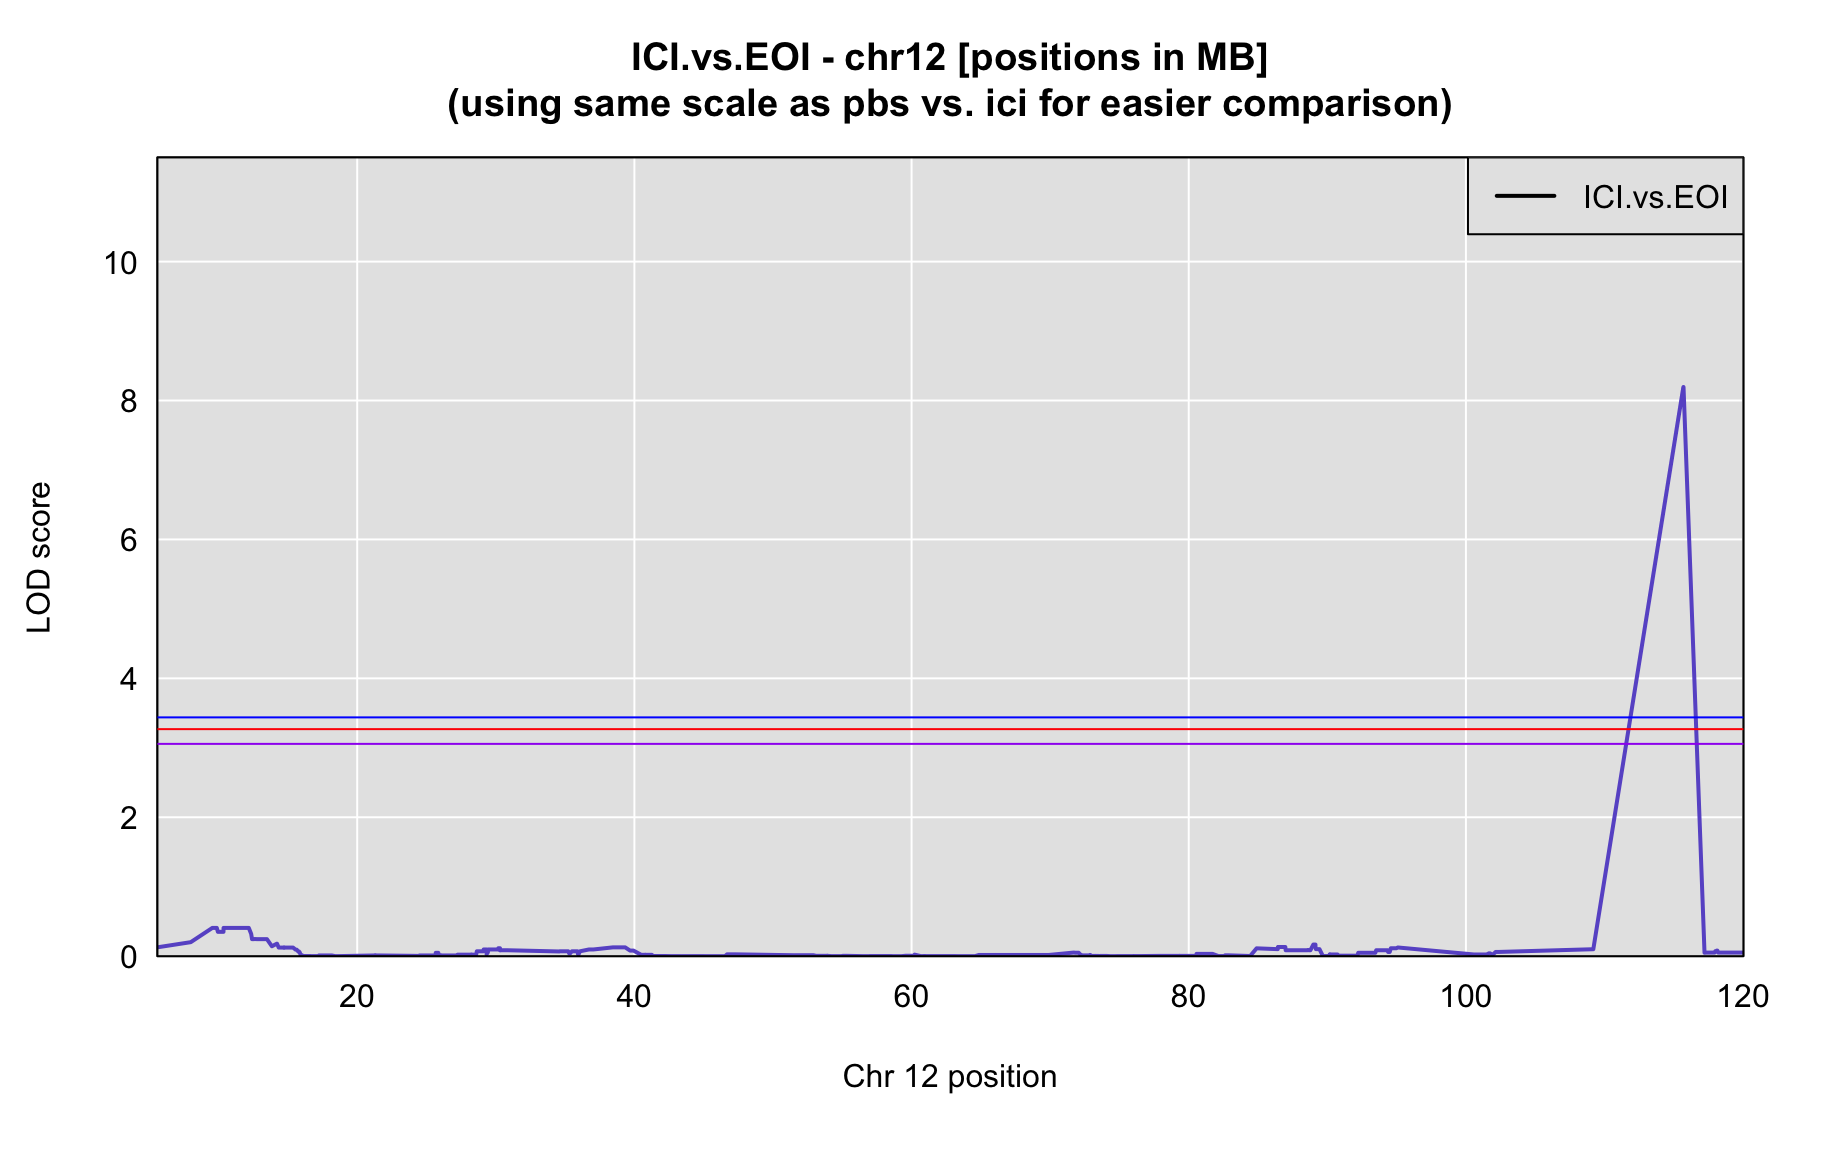 ICI.vs.EOI - chr12 [positions in MB]
(using same scale as pbs vs. ici for easier comparison)
ICI.vs.EOI
10
8
6
4
2
0
LOD score
20 40 60 80 100 120
Chr 12 position